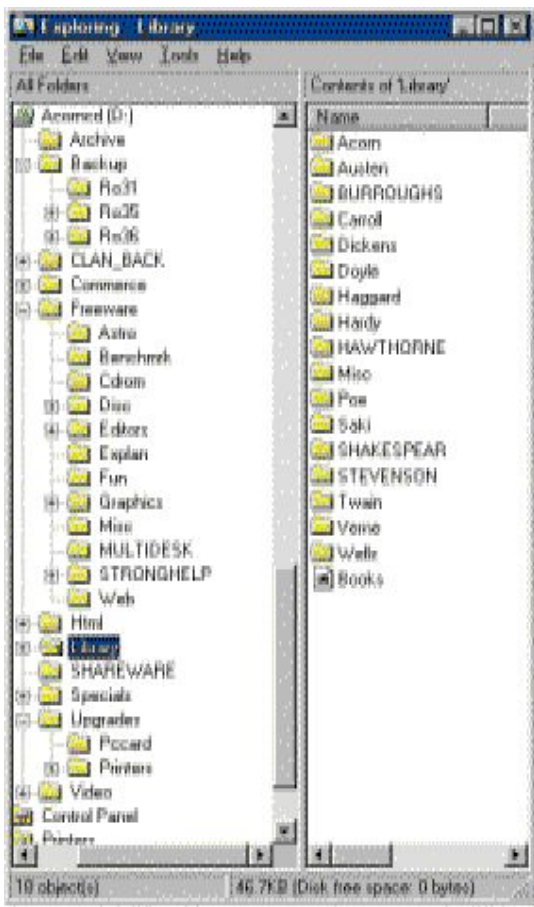 Exploring - Library
File Edit View Tools Help
All Folders
Acorned (D:)
Archive
Backup
Ro31
Ro35
Ro36
CLAN_BACK
Commerce
Freeware
Astro
Benchmrk
Cdrom
Disc
Editors
Explan
Fun
Graphics
Misc
MULTIDESK
STRONGHELP
Web
Html
Library
SHAREWARE
Specials
Upgrades
Pccard
Printers
Video
Control Panel
Printers
Contents of 'Library'
Name
Acorn
Austen
BURROUGHS
Carroll
Dickens
Doyle
Haggard
Hardy
HAWTHORNE
Misc
Poe
Saki
SHAKESPEAR
STEVENSON
Twain
Verne
Wells
Books
18 object(s)
46.7KB (Disk free space: 0 bytes)